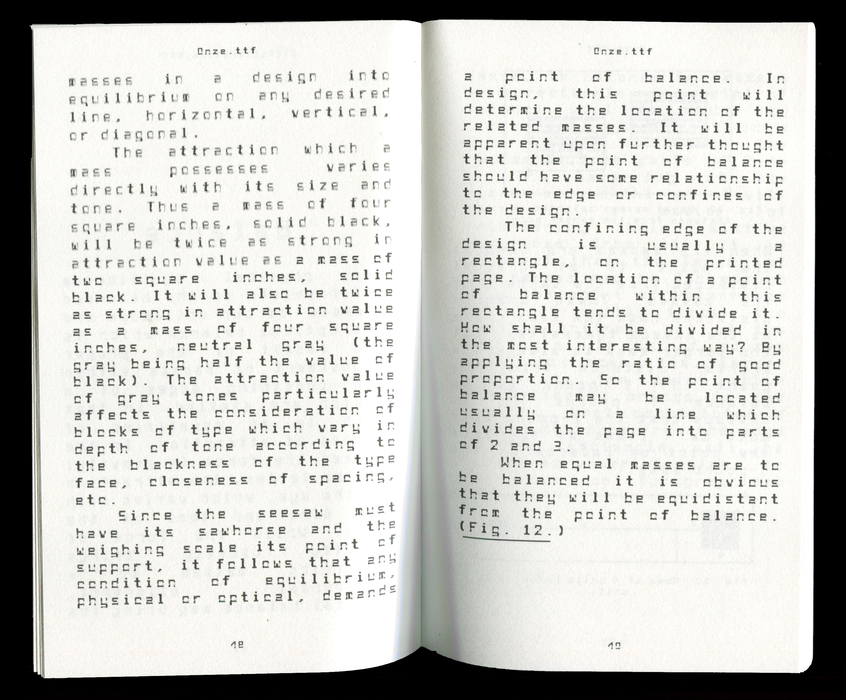 Onze.ttf
masses in a design into
equilibrium on any desired
line, horizontal, vertical,
or diagonal.
The attraction which a
mass possesses varies
directly with its size and
tone. Thus a mass of four
square inches, solid black,
will be twice as strong in
attraction value as a mass of
two square inches, solid
black. It will also be twice
as strong in attraction value
as a mass of four square
inches, neutral gray (the
gray being half the value of
black). The attraction value
of gray tones particularly
affects the consideration of
blocks of type which vary in
depth of tone according to
the blackness of the type
face, closeness of spacing,
etc.
Since the seesaw must
have its sawhorse and the
weighing scale its point of
support, it follows that any
condition of equilibrium,
physical or optical, demands
18
Onze.ttf
a point of balance. In
design, this point will
determine the location of the
related masses. It will be
apparent upon further thought
that the point of balance
should have some relationship
to the edge or confines of
the design.
The confining edge of the
design is usually a
rectangle, on the printed
page. The location of a point
of balance within this
rectangle tends to divide it.
How shall it be divided in
the most interesting way? By
applying the ratio of good
proportion. So the point of
balance may be located
usually on a line which
divides the page into parts
of 2 and 3.
When equal masses are to
be balanced it is obvious
that they will be equidistant
from the point of balance.
(Fig. 12.)
19